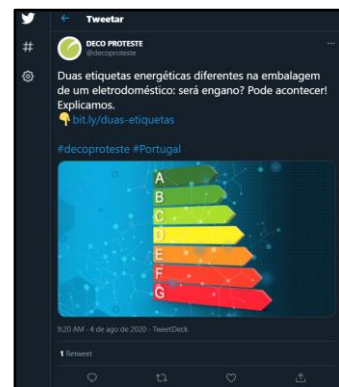 Tweetar
DECO PROTESTE
@decoproteste
Duas etiquetas energéticas diferentes na embalagem
de um eletrodoméstico: será engano? Pode acontecer!
Explicamos.
👇bit.ly/duas-etiquetas
#decoproteste #Portugal
A
B
C
D
E
F
G
9:20 AM · 4 de ago de 2020 · TweetDeck
1 Retweet